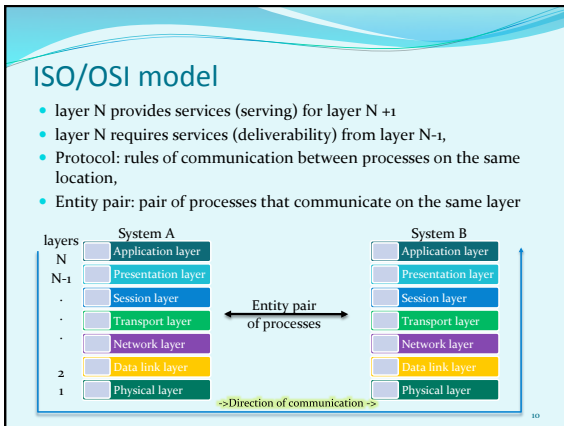 ISO/OSI model
• layer N provides services (serving) for layer N +1
• layer N requires services (deliverability) from layer N-1,
• Protocol: rules of communication between processes on the same
location,
• Entity pair: pair of processes that communicate on the same layer
layers System A System B
N Application layer Application layer
N-1 Presentation layer Presentation layer
. Session layer Entity pair Session layer
. Transport layer of processes Transport layer
. Network layer Network layer
2 Data link layer Data link layer
1 Physical layer Physical layer
->Direction of communication ->
10